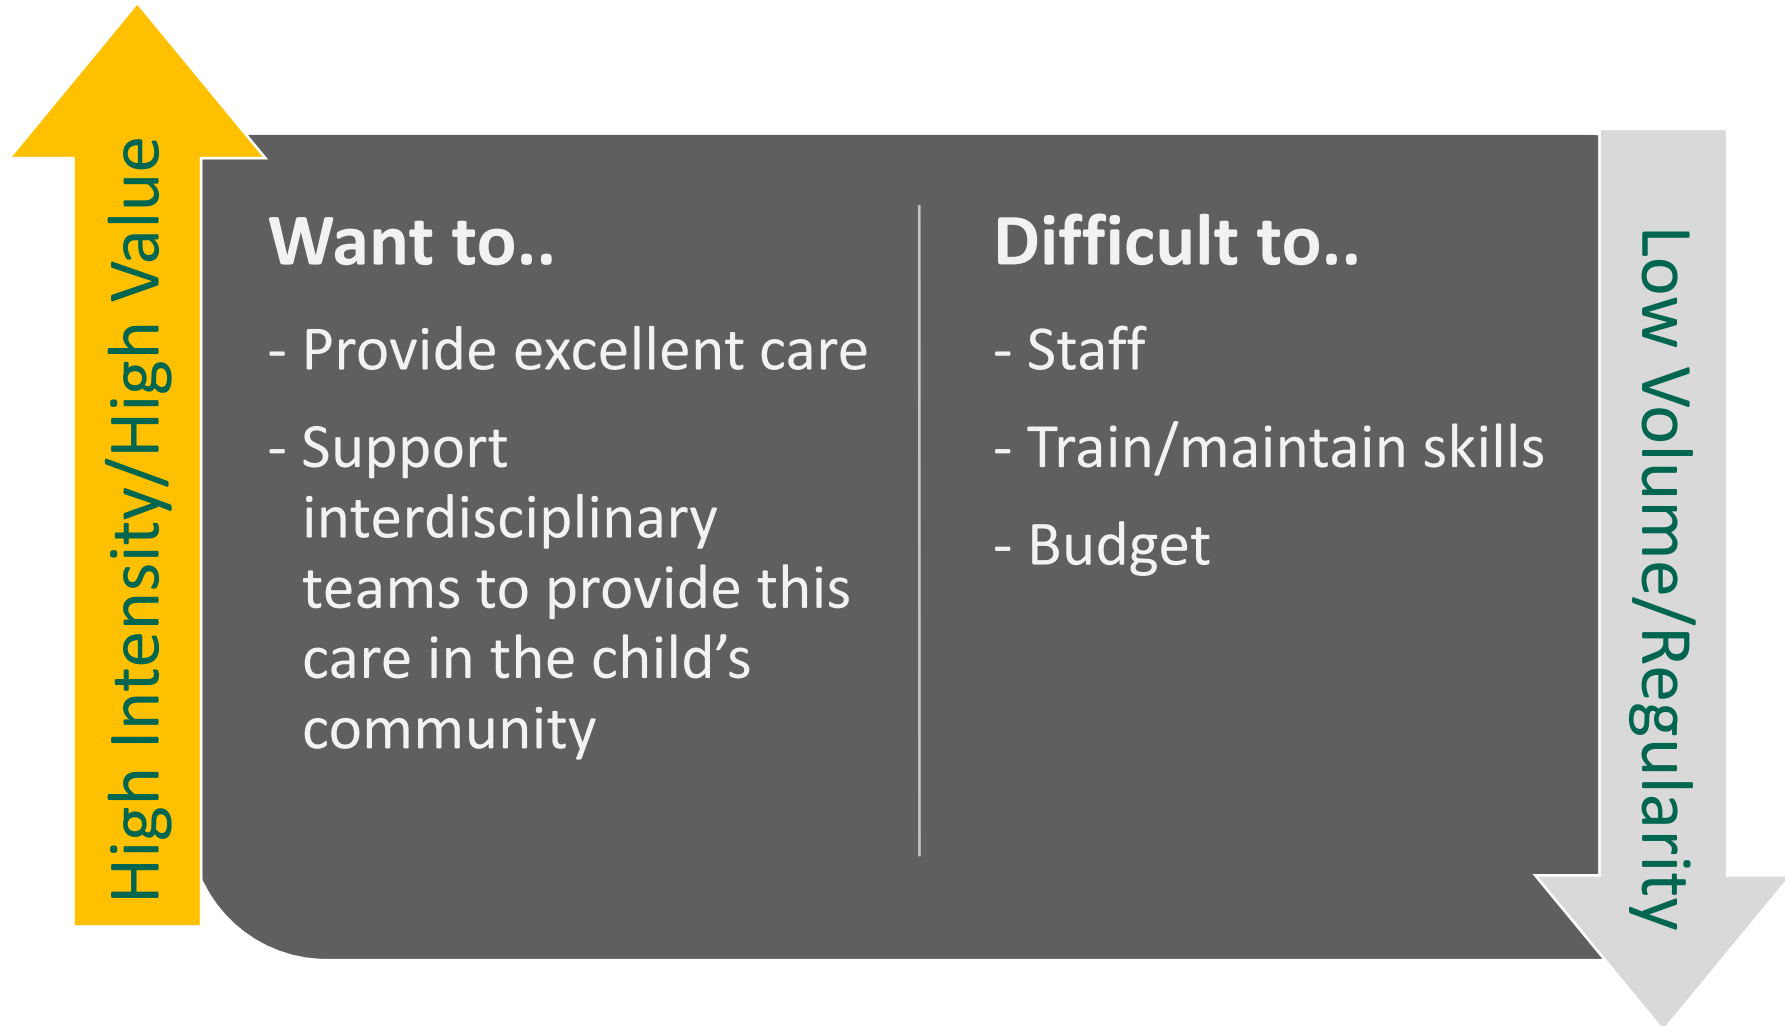 High Intensity/High Value
Want to..
- Provide excellent care
- Support
interdisciplinary
teams to provide this
care in the child’s
community
Difficult to..
- Staff
- Train/maintain skills
- Budget
Low Volume/Regularity